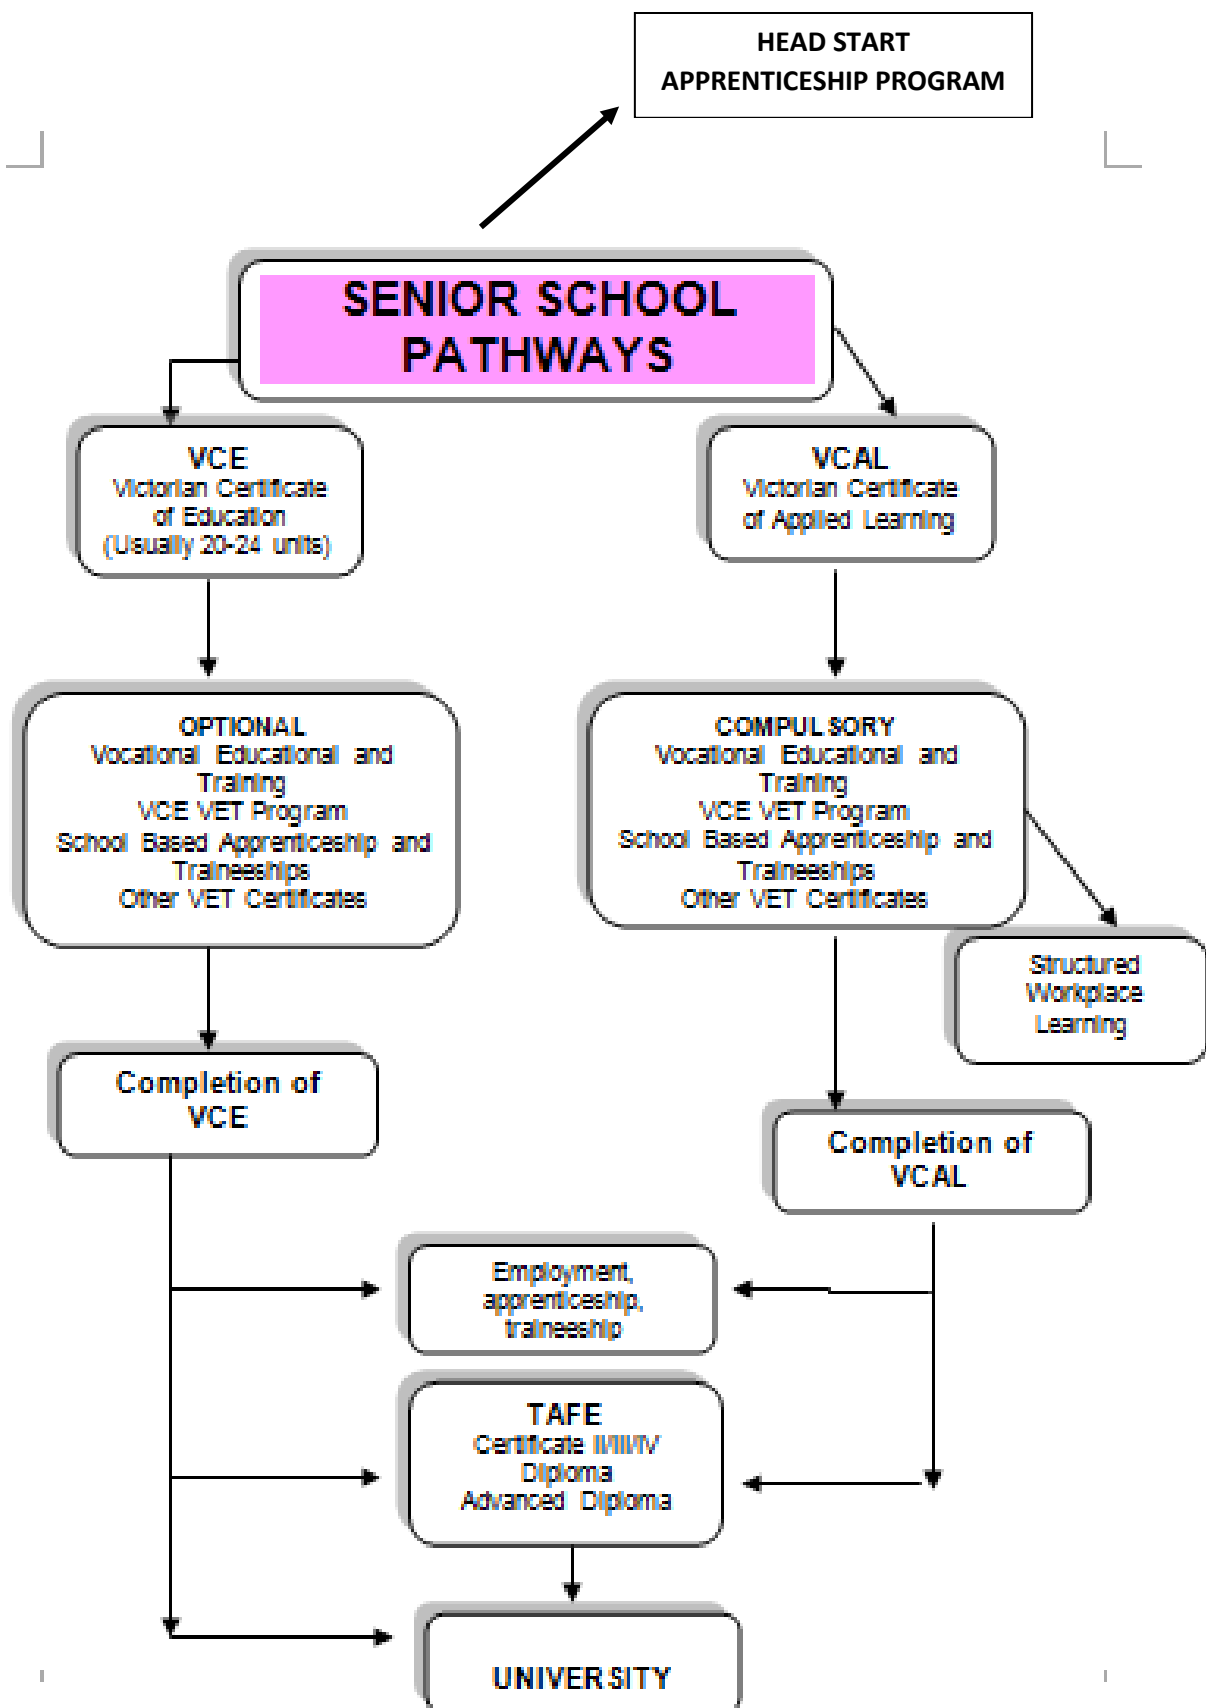 HEAD START
APPRENTICESHIP PROGRAM
SENIOR SCHOOL
PATHWAYS
VCE
Victorian Certificate
of Education
(Usually 20-24 units)
VCAL
Victorian Certificate
of Applied Learning
OPTIONAL
Vocational Educational and
Training
VCE VET Program
School Based Apprenticeship and
Traineeships
Other VET Certificates
COMPULSORY
Vocational Educational and
Training
VCE VET Program
School Based Apprenticeship and
Traineeships
Other VET Certificates
Structured
Workplace
Learning
Completion of
VCE
Completion of
VCAL
Employment,
apprenticeship,
traineeship
TAFE
Certificate II/III/IV
Diploma
Advanced Diploma
UNIVERSITY